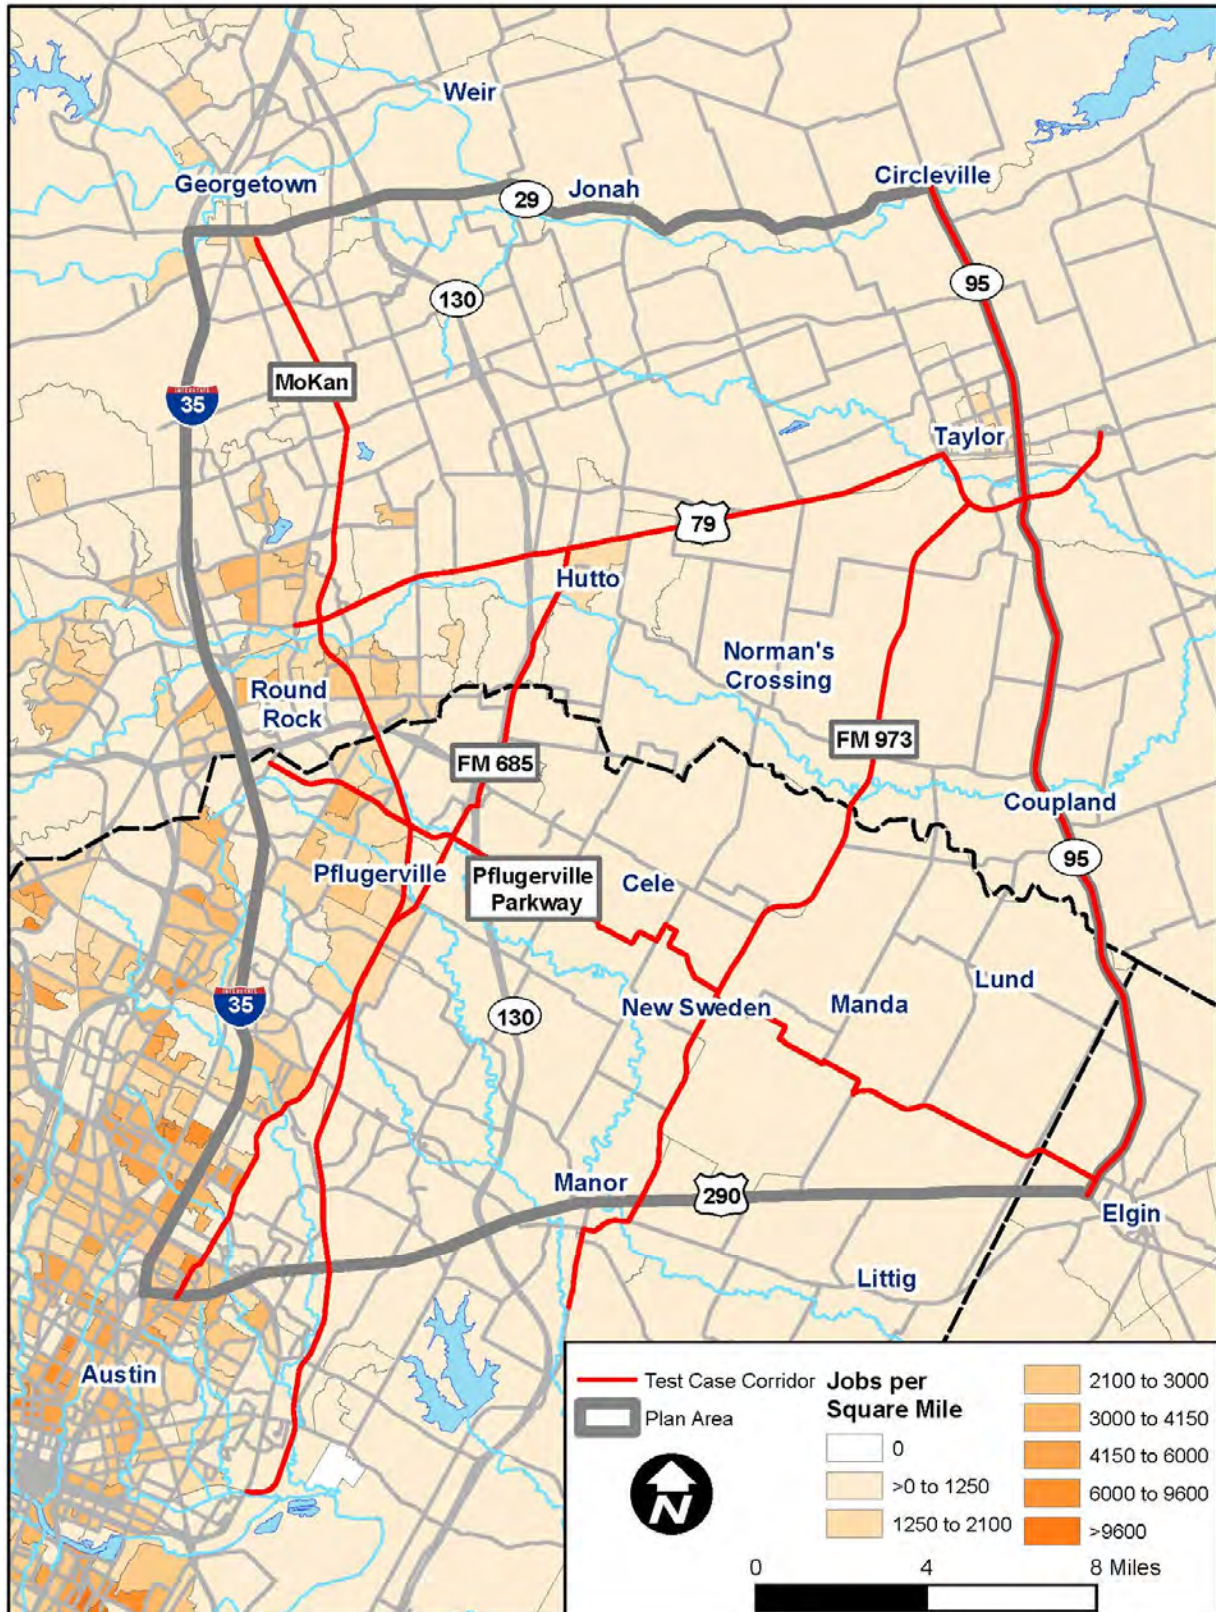 Weir
Georgetown
Jonah
Circleville
29
95
130
MoKan
INTERSTATE
35
Taylor
79
Hutto
Norman's
Crossing
Round
Rock
FM 973
FM 685
Coupland
95
Pflugerville
Pflugerville
Parkway
Cele
Lund
INTERSTATE
35
New Sweden
Manda
130
Manor
290
Elgin
Littig
Austin
Test Case Corridor
Plan Area
N
Jobs per
Square Mile
0
>0 to 1250
1250 to 2100
2100 to 3000
3000 to 4150
4150 to 6000
6000 to 9600
>9600
0 4 8 Miles